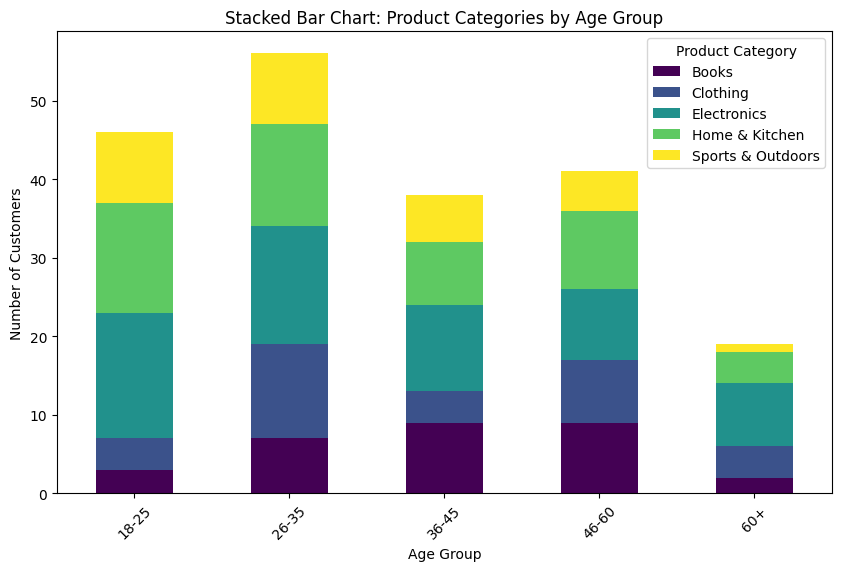 Stacked Bar Chart: Product Categories by Age Group
Product Category
Books
Clothing
Electronics
Home & Kitchen
Sports & Outdoors
Number of Customers
50
40
30
20
10
0
18-25
26-35
36-45
46-60
60+
Age Group